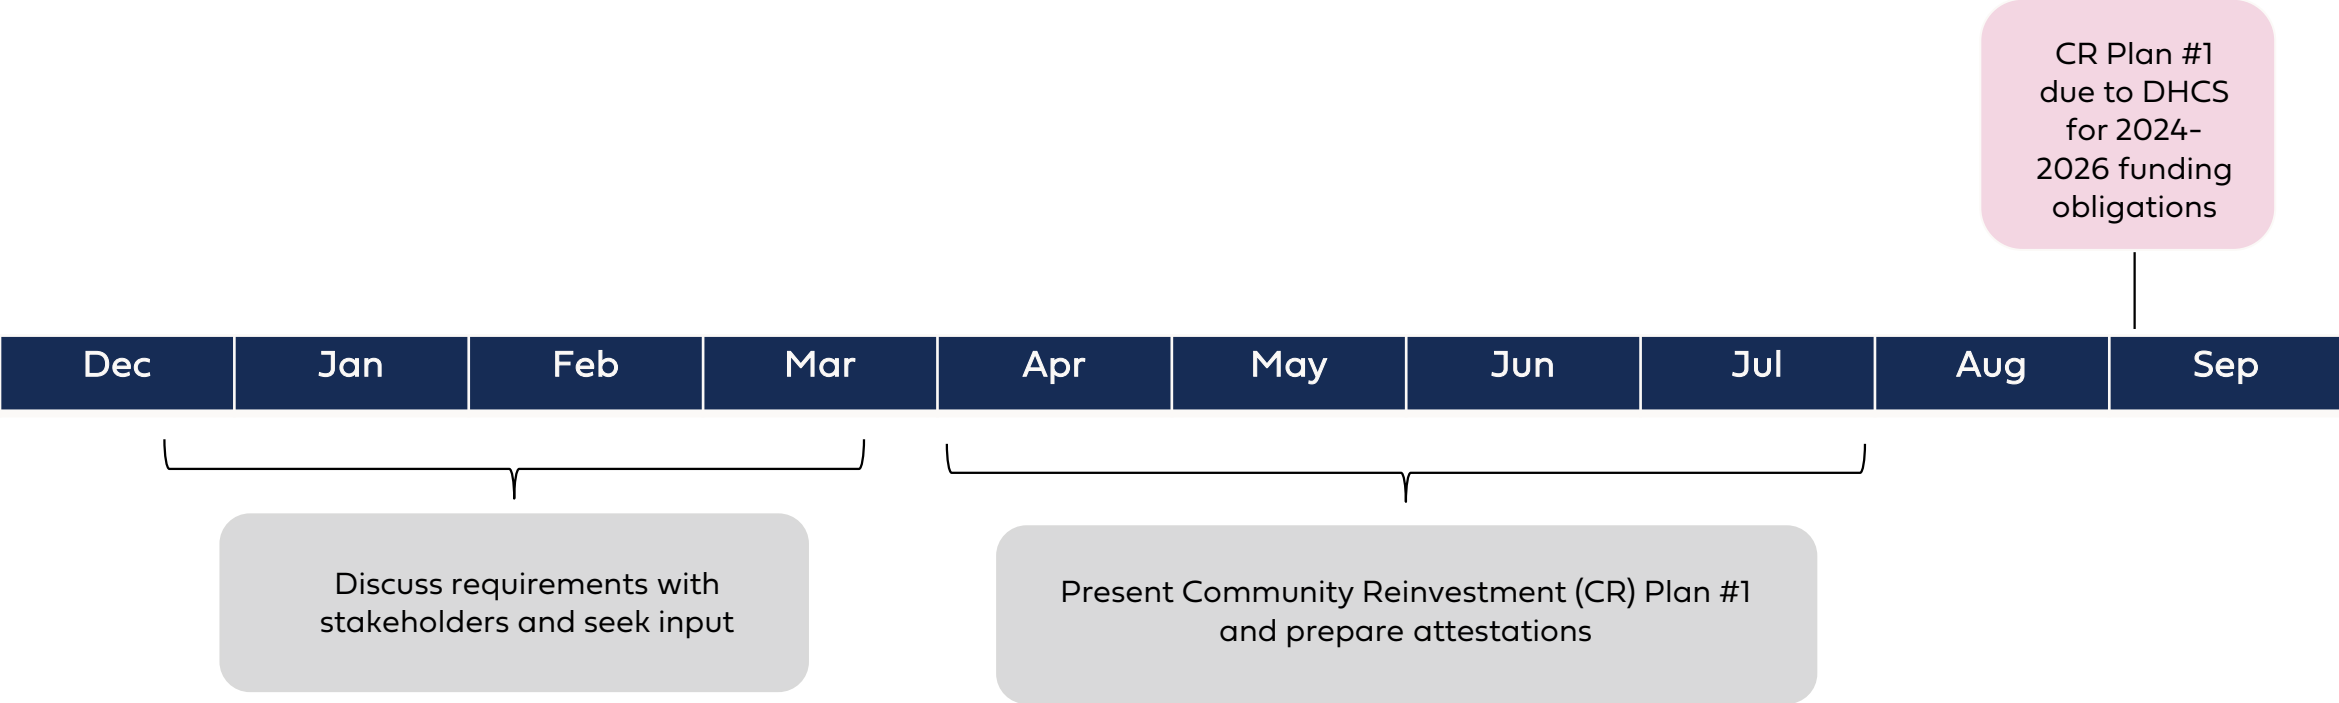 CR Plan #1
due to DHCS
for 2024-
2026 funding
obligations
Dec Jan Feb Mar Apr May Jun Jul Aug Sep
Discuss requirements with
stakeholders and seek input
Present Community Reinvestment (CR) Plan #1
and prepare attestations